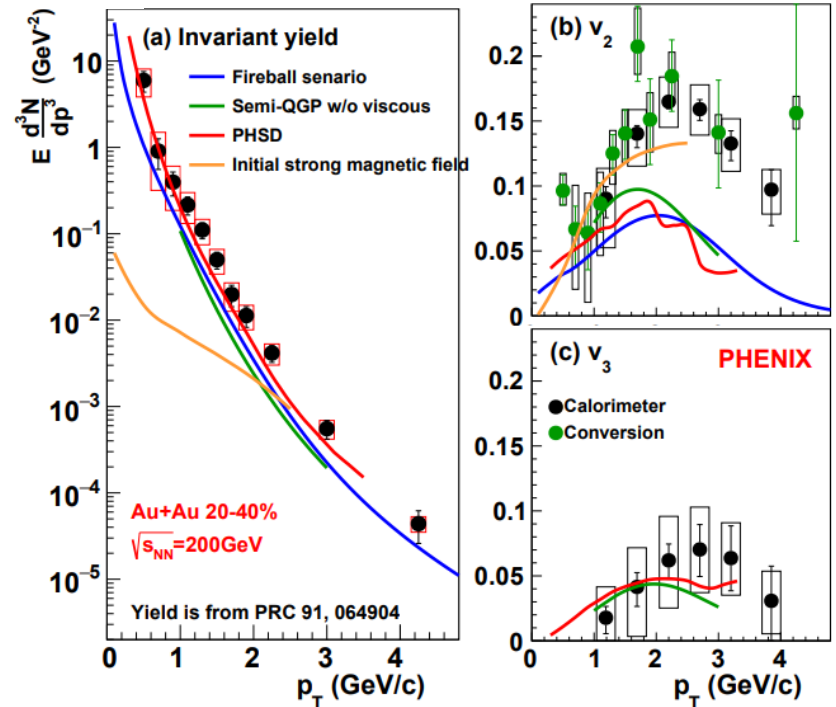 (a) Invariant yield
Fireball senario
Semi-QGP w/o viscous
PHSD
Initial strong magnetic field
E d³N/dp³ (GeV⁻²)
10
1
10⁻¹
10⁻²
10⁻³
10⁻⁴
10⁻⁵
Au+Au 20-40%
√s_NN=200GeV
Yield is from PRC 91, 064904
0 1 2 3 4
p_T (GeV/c)
(b) v₂
0.2
0.15
0.1
0.05
0
(c) v₃
PHENIX
Calorimeter
Conversion
0.2
0.15
0.1
0.05
0
0 1 2 3 4
p_T (GeV/c)